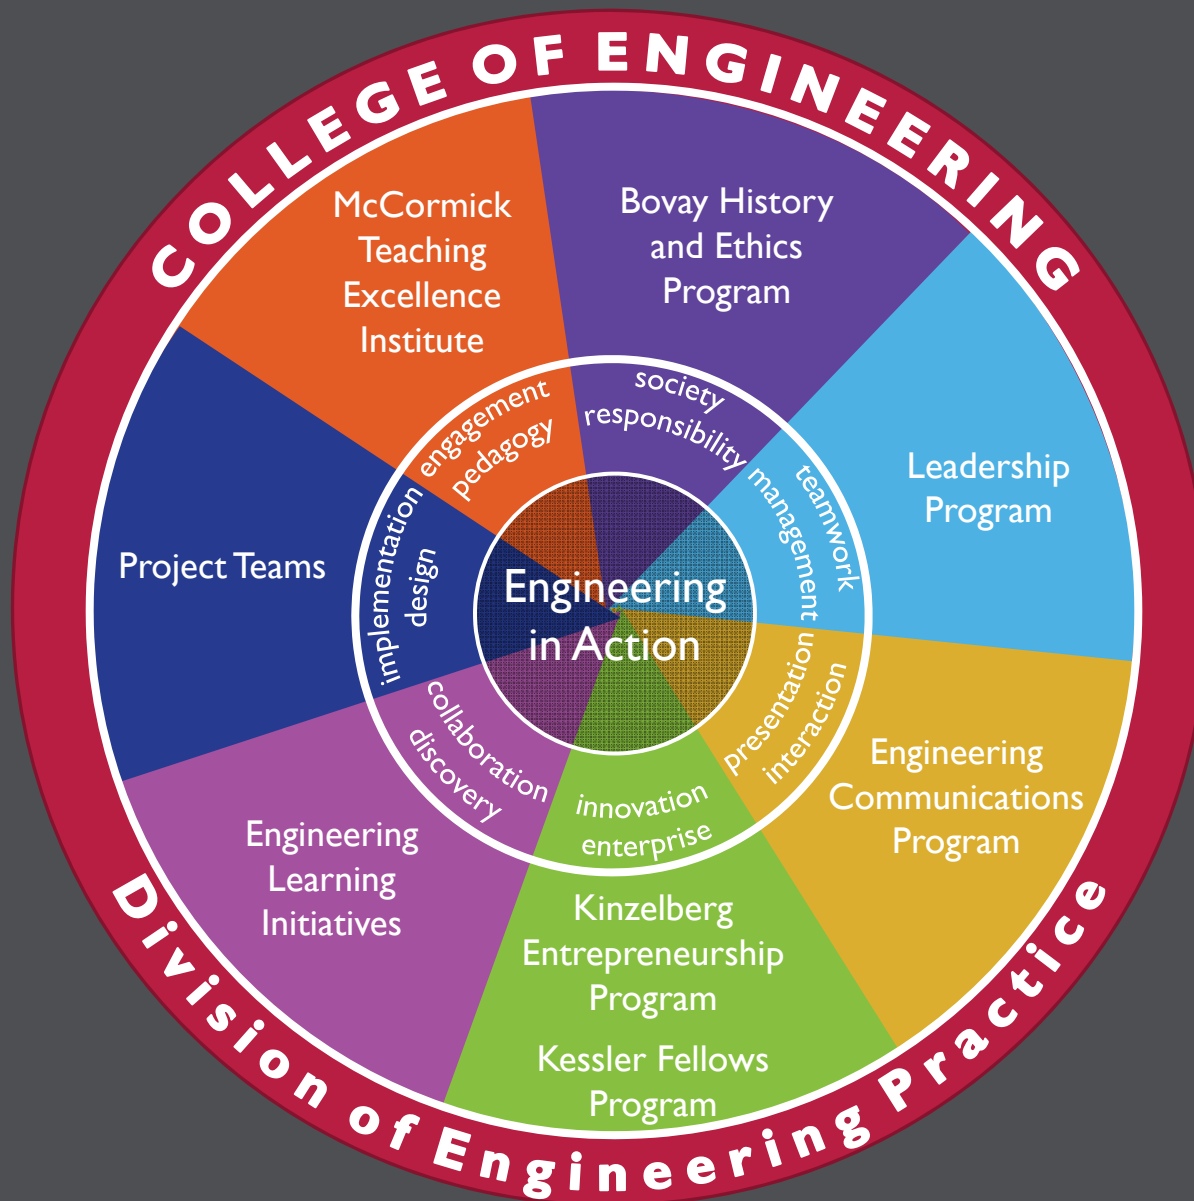 COLLEGE OF ENGINEERING
McCormick
Teaching
Excellence
Institute
Bovay History
and Ethics
Program
Leadership
Program
Engineering
Communications
Program
Kinzelberg
Entrepreneurship
Program
Kessler Fellows
Program
Engineering
Learning
Initiatives
Project Teams
engagement
pedagogy
society
responsibility
teamwork
management
presentation
interaction
innovation
enterprise
collaboration
discovery
implementation
design
Engineering
in Action
Division of Engineering Practice